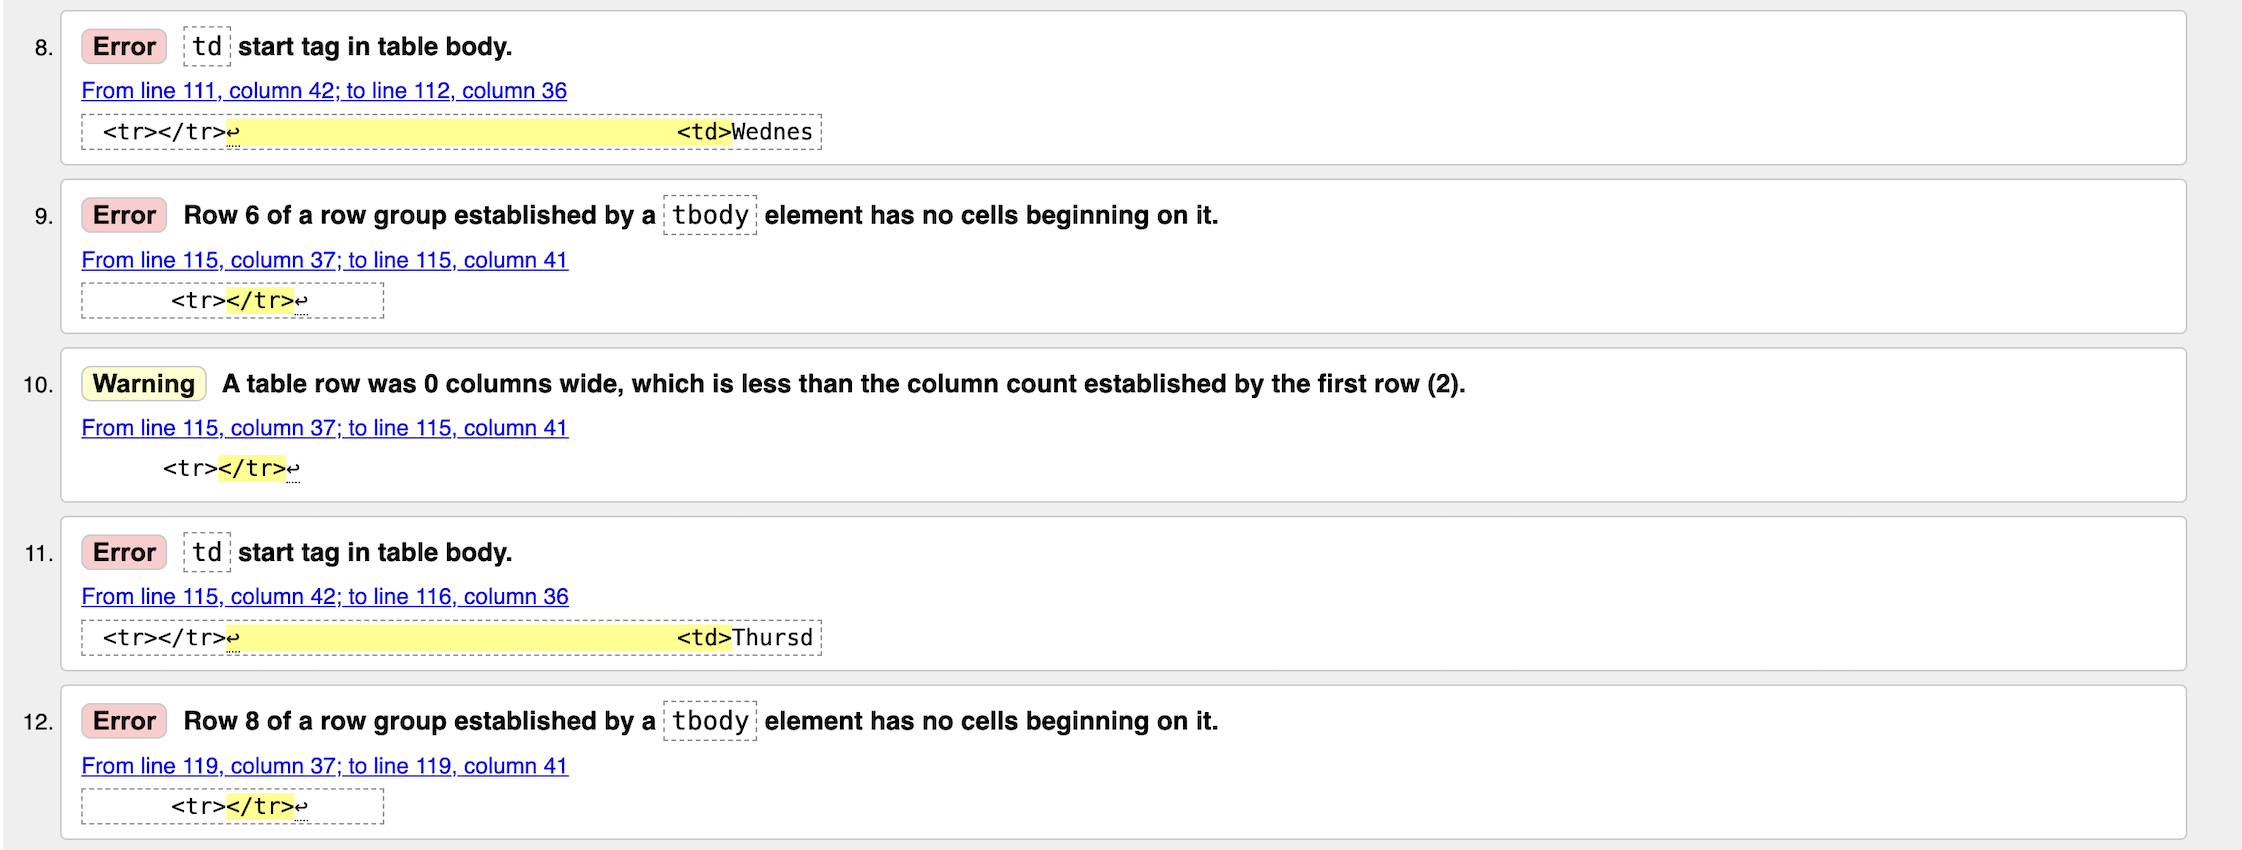 8. Error td start tag in table body.
From line 111, column 42; to line 112, column 36
<tr></tr>↩ <td>Wednes
9. Error Row 6 of a row group established by a tbody element has no cells beginning on it.
From line 115, column 37; to line 115, column 41
<tr></tr>↩
10. Warning A table row was 0 columns wide, which is less than the column count established by the first row (2).
From line 115, column 37; to line 115, column 41
<tr></tr>↩
11. Error td start tag in table body.
From line 115, column 42; to line 116, column 36
<tr></tr>↩ <td>Thursd
12. Error Row 8 of a row group established by a tbody element has no cells beginning on it.
From line 119, column 37; to line 119, column 41
<tr></tr>↩